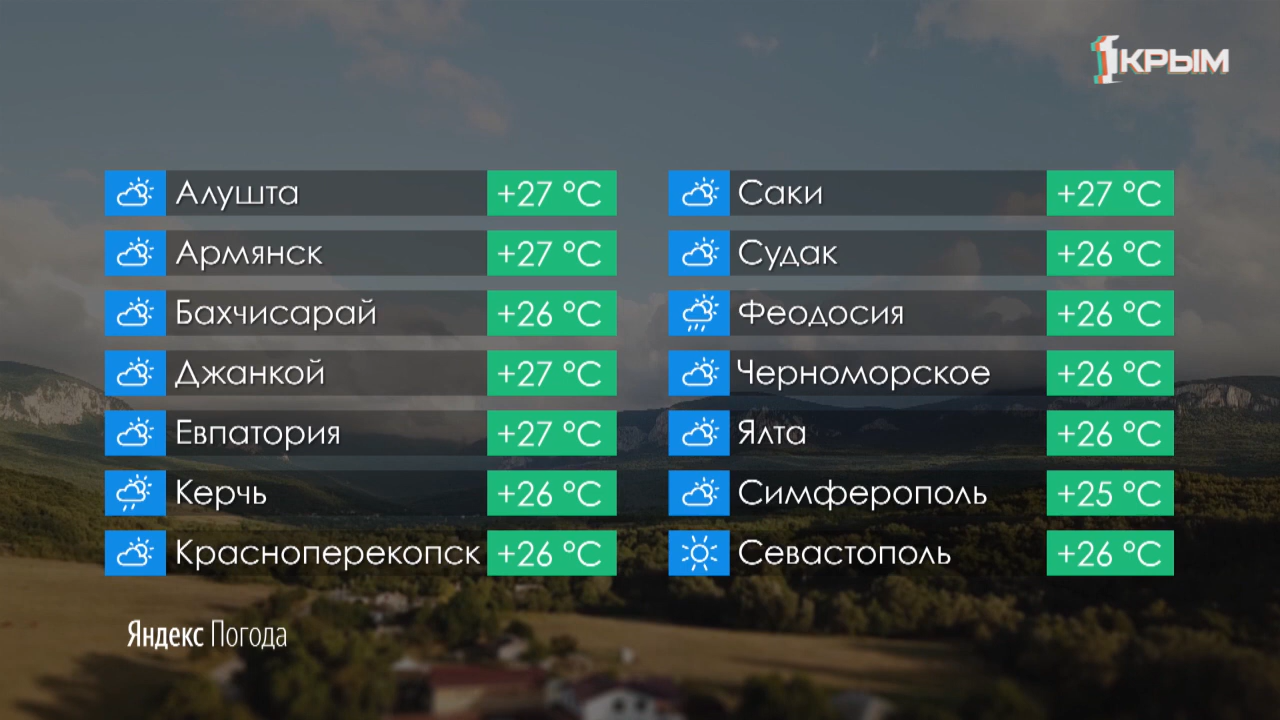 1КРЫМ
Алушта +27 °C
Армянск +27 °C
Бахчисарай +26 °C
Джанкой +27 °C
Евпатория +27 °C
Керчь +26 °C
Красноперекопск +26 °C
Саки +27 °C
Судак +26 °C
Феодосия +26 °C
Черноморское +26 °C
Ялта +26 °C
Симферополь +25 °C
Севастополь +26 °C
Яндекс Погода